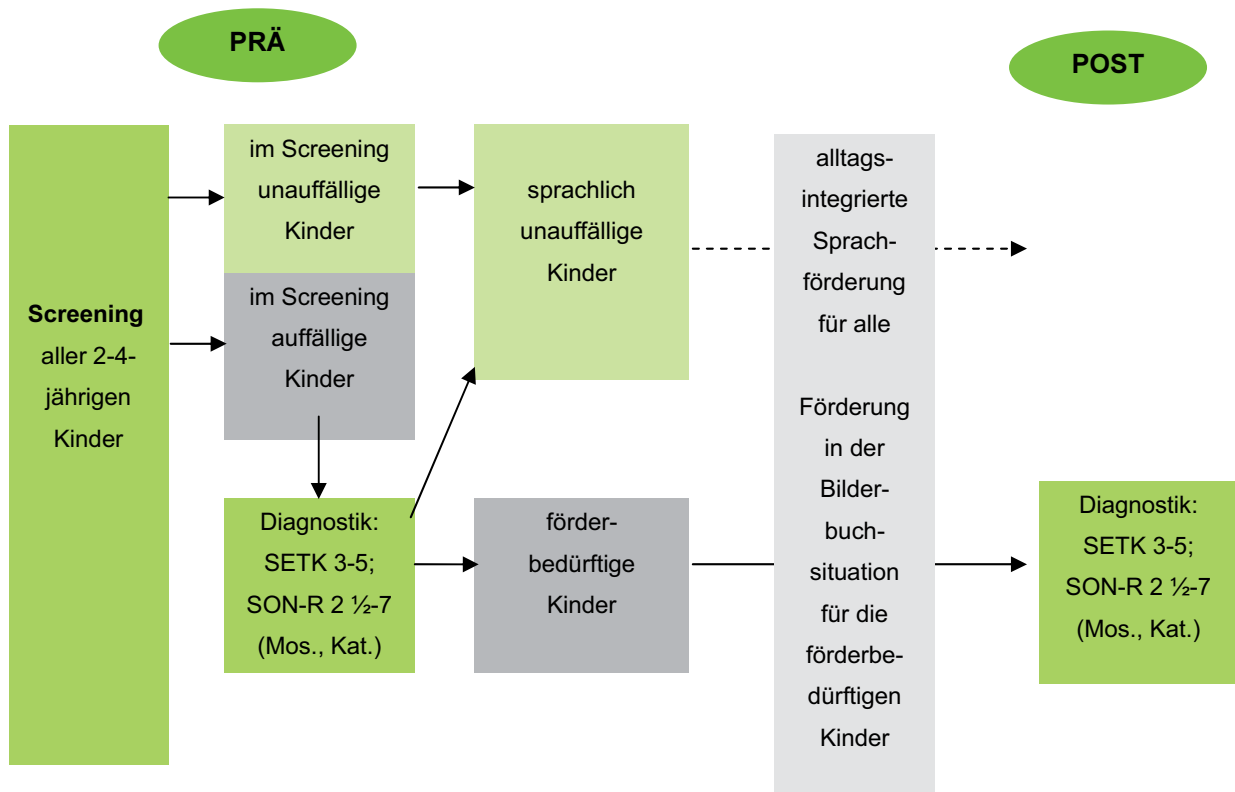 PRÄ
POST
Screening
aller 2-4-
jährigen
Kinder
im Screening
unauffällige
Kinder
im Screening
auffällige
Kinder
Diagnostik:
SETK 3-5;
SON-R 2 ½-7
(Mos., Kat.)
sprachlich
unauffällige
Kinder
förder-
bedürftige
Kinder
alltags-
integrierte
Sprach-
förderung
für alle
Förderung
in der
Bilder-
buch-
situation
für die
förderbe-
dürftigen
Kinder
Diagnostik:
SETK 3-5;
SON-R 2 ½-7
(Mos., Kat.)